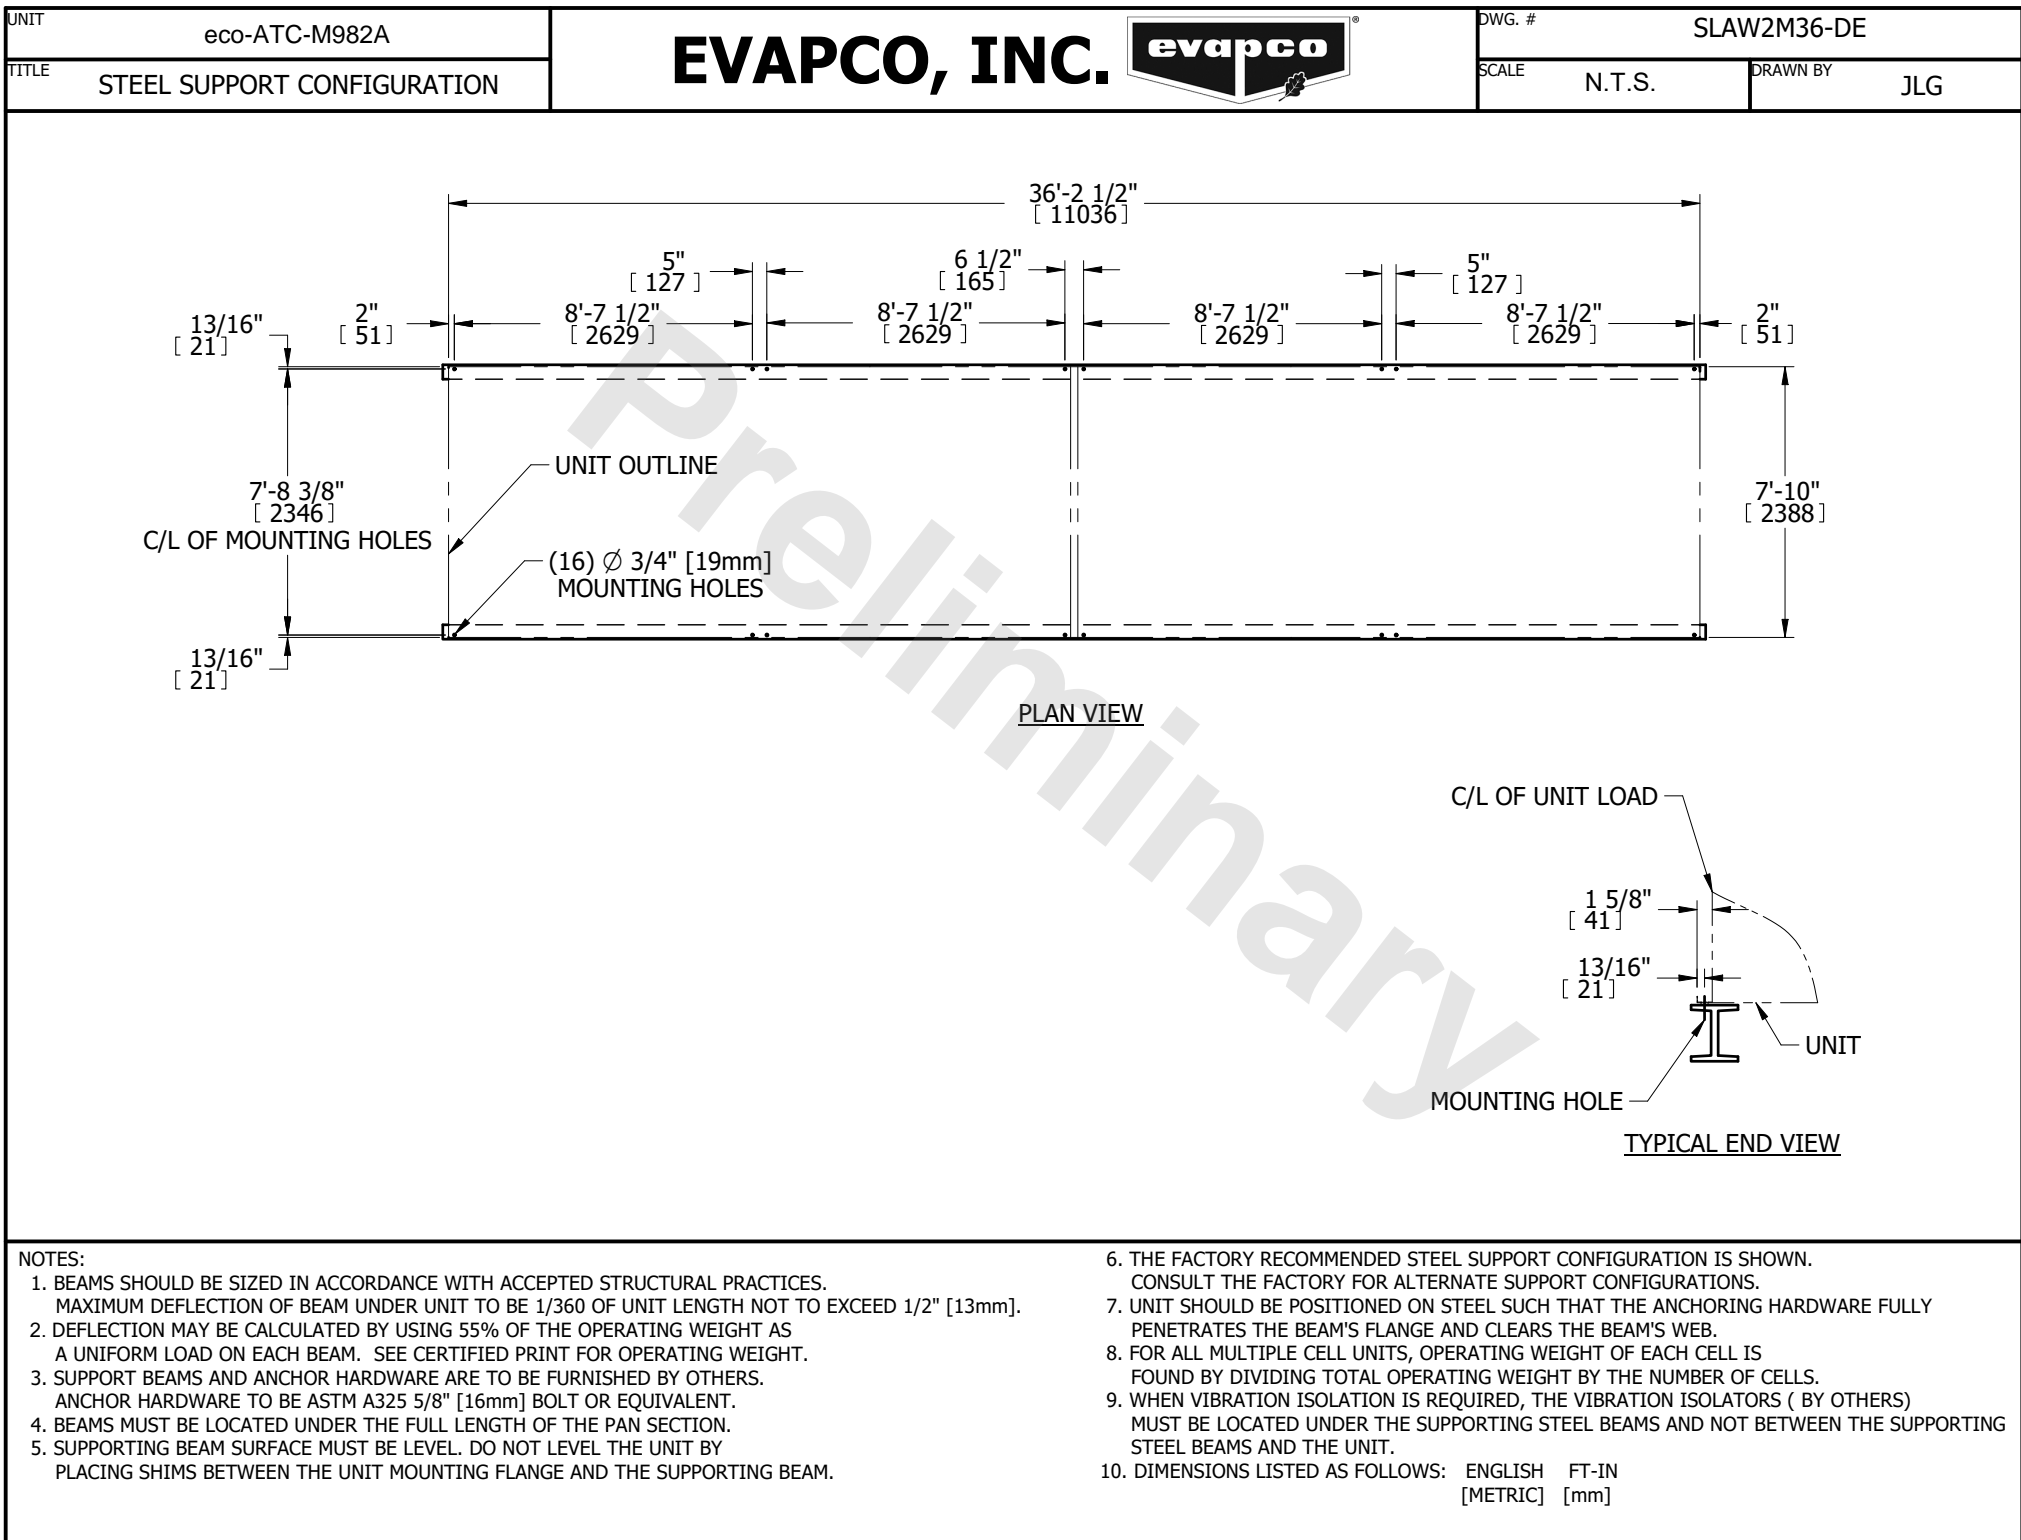 UNIT
eco-ATC-M982A
TITLE
STEEL SUPPORT CONFIGURATION
EVAPCO, INC.
evapco
®
DWG. #
SLAW2M36-DE
SCALE
N.T.S.
DRAWN BY
JLG
36'-2 1/2"
[ 11036 ]
5"
[ 127 ]
6 1/2"
[ 165 ]
5"
[ 127 ]
13/16"
[ 21 ]
2"
[ 51 ]
8'-7 1/2"
[ 2629 ]
8'-7 1/2"
[ 2629 ]
8'-7 1/2"
[ 2629 ]
8'-7 1/2"
[ 2629 ]
2"
[ 51 ]
UNIT OUTLINE
7'-8 3/8"
[ 2346 ]
C/L OF MOUNTING HOLES
7'-10"
[ 2388 ]
(16) Ø 3/4" [19mm]
MOUNTING HOLES
13/16"
[ 21 ]
PLAN VIEW
Preliminary
C/L OF UNIT LOAD
1 5/8"
[ 41 ]
13/16"
[ 21 ]
UNIT
MOUNTING HOLE
TYPICAL END VIEW
NOTES:
1. BEAMS SHOULD BE SIZED IN ACCORDANCE WITH ACCEPTED STRUCTURAL PRACTICES.
MAXIMUM DEFLECTION OF BEAM UNDER UNIT TO BE 1/360 OF UNIT LENGTH NOT TO EXCEED 1/2" [13mm].
2. DEFLECTION MAY BE CALCULATED BY USING 55% OF THE OPERATING WEIGHT AS
A UNIFORM LOAD ON EACH BEAM. SEE CERTIFIED PRINT FOR OPERATING WEIGHT.
3. SUPPORT BEAMS AND ANCHOR HARDWARE ARE TO BE FURNISHED BY OTHERS.
ANCHOR HARDWARE TO BE ASTM A325 5/8" [16mm] BOLT OR EQUIVALENT.
4. BEAMS MUST BE LOCATED UNDER THE FULL LENGTH OF THE PAN SECTION.
5. SUPPORTING BEAM SURFACE MUST BE LEVEL. DO NOT LEVEL THE UNIT BY
PLACING SHIMS BETWEEN THE UNIT MOUNTING FLANGE AND THE SUPPORTING BEAM.
6. THE FACTORY RECOMMENDED STEEL SUPPORT CONFIGURATION IS SHOWN.
CONSULT THE FACTORY FOR ALTERNATE SUPPORT CONFIGURATIONS.
7. UNIT SHOULD BE POSITIONED ON STEEL SUCH THAT THE ANCHORING HARDWARE FULLY
PENETRATES THE BEAM'S FLANGE AND CLEARS THE BEAM'S WEB.
8. FOR ALL MULTIPLE CELL UNITS, OPERATING WEIGHT OF EACH CELL IS
FOUND BY DIVIDING TOTAL OPERATING WEIGHT BY THE NUMBER OF CELLS.
9. WHEN VIBRATION ISOLATION IS REQUIRED, THE VIBRATION ISOLATORS ( BY OTHERS)
MUST BE LOCATED UNDER THE SUPPORTING STEEL BEAMS AND NOT BETWEEN THE SUPPORTING
STEEL BEAMS AND THE UNIT.
10. DIMENSIONS LISTED AS FOLLOWS: ENGLISH FT-IN
[METRIC] [mm]